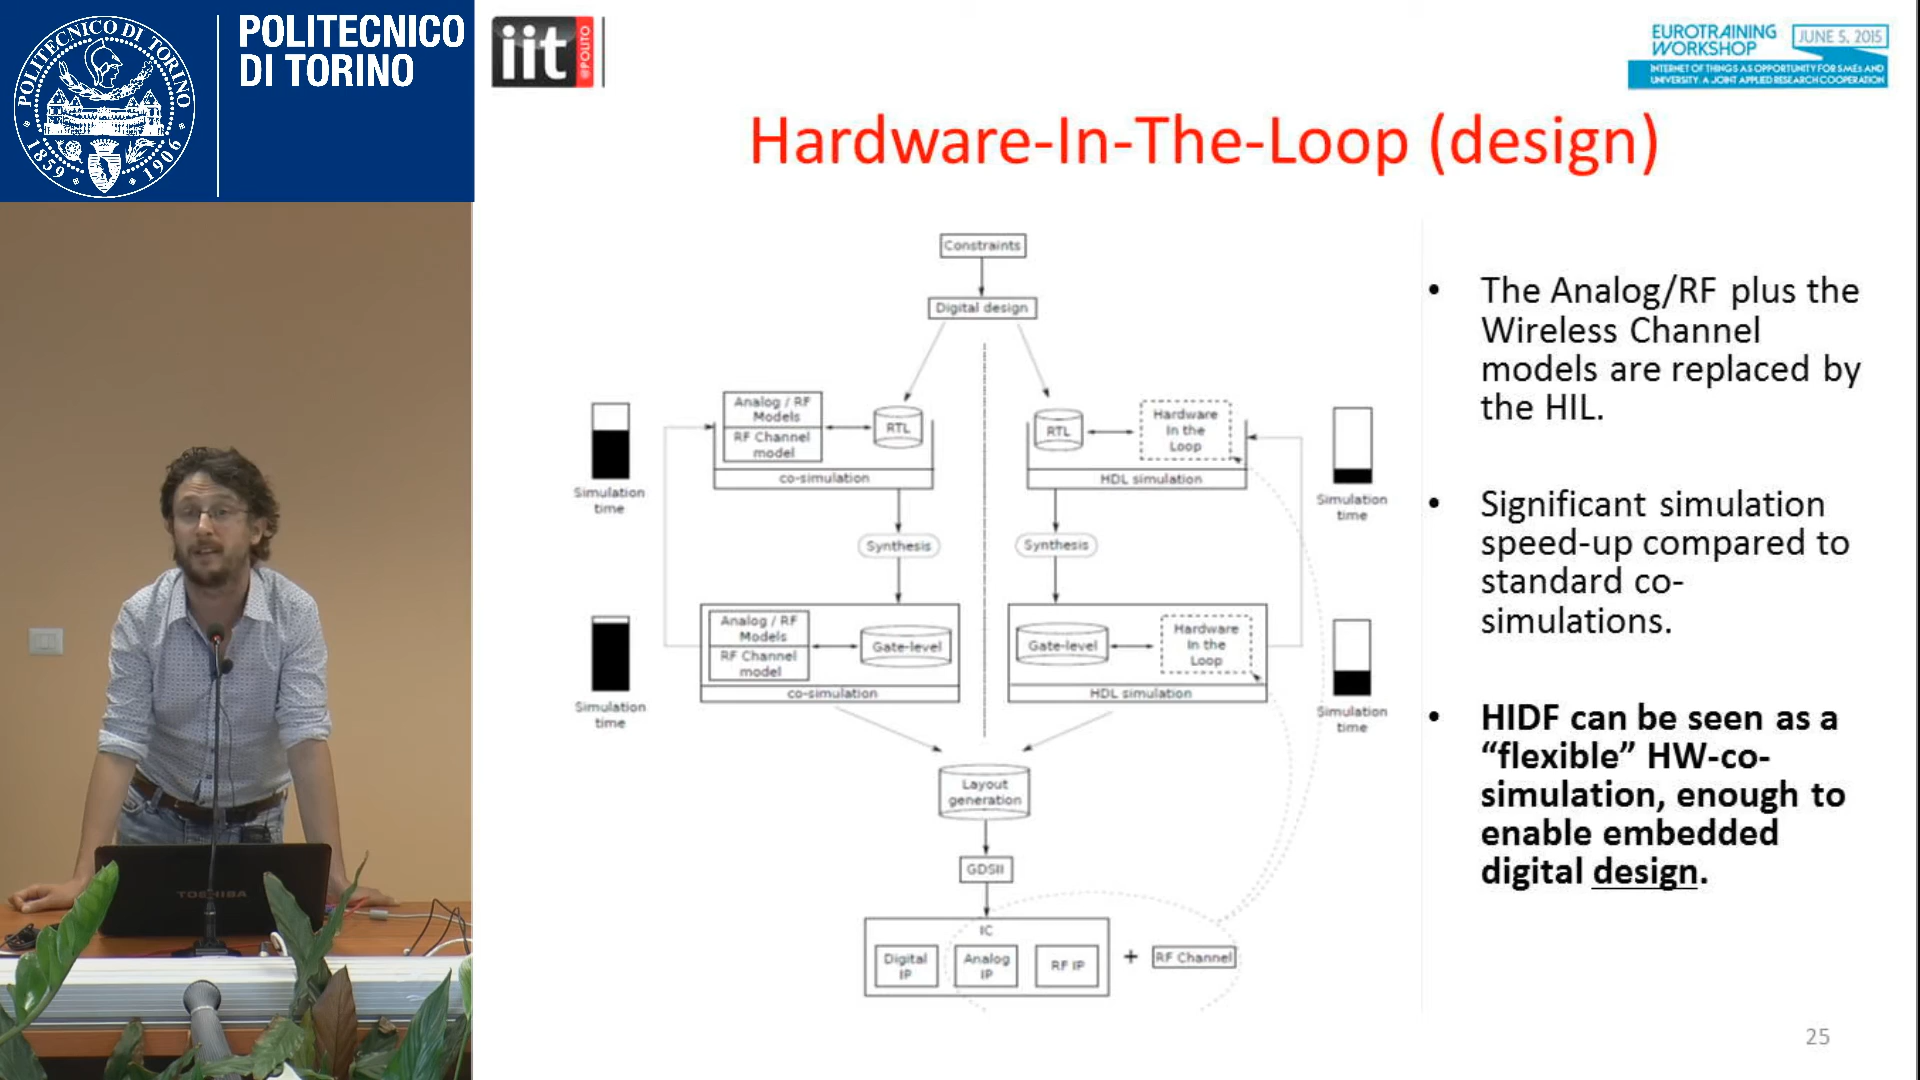 POLITECNICO
DI TORINO
POLITECNICO DI TORINO
1859
1906
iit
@POLITO
EUROTRAINING
WORKSHOP
JUNE 5, 2015
INTERNET OF THINGS AS OPPORTUNITY FOR SMEs AND
UNIVERSITY: A JOINT APPLIED RESEARCH COOPERATION
Hardware-In-The-Loop (design)
Constraints
Digital design
Analog / RF
Models
RF Channel
model
RTL
co-simulation
Simulation
time
RTL
Hardware
In the
Loop
HDL simulation
Simulation
time
Synthesis
Synthesis
Analog / RF
Models
RF Channel
model
Gate-level
co-simulation
Simulation
time
Gate-level
Hardware
In the
Loop
HDL simulation
Simulation
time
Layout
generation
GDSII
IC
Digital
IP
Analog
IP
RF IP
+
RF Channel
• The Analog/RF plus the
Wireless Channel
models are replaced by
the HIL.
• Significant simulation
speed-up compared to
standard co-
simulations.
• HIDF can be seen as a
“flexible” HW-co-
simulation, enough to
enable embedded
digital design.
25
TOSHIBA